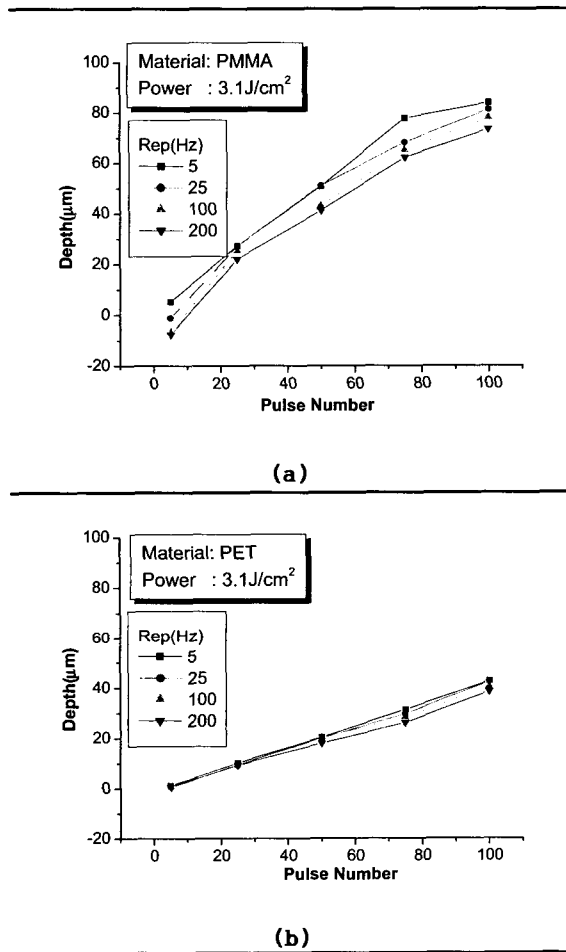 Material: PMMA
Power : 3.1J/cm²
Rep(Hz)
5
25
100
200
100
80
60
40
20
0
-20
Depth(μm)
0 20 40 60 80 100
Pulse Number
(a)
Material: PET
Power : 3.1J/cm²
Rep(Hz)
5
25
100
200
100
80
60
40
20
0
-20
Depth(μm)
0 20 40 60 80 100
Pulse Number
(b)